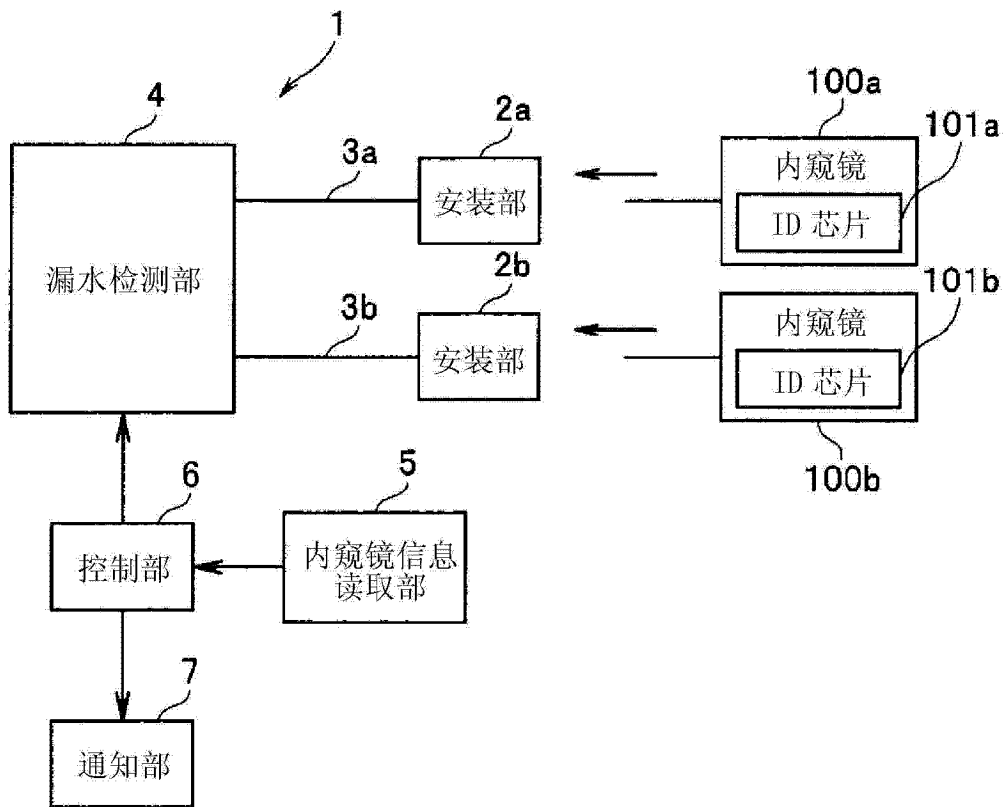 1
4
2a
100a
101a
3a
内窥镜
安装部
ID 芯片
漏水检测部
2b
101b
3b
内窥镜
安装部
ID 芯片
100b
6
5
控制部
内窥镜信息
读取部
7
通知部